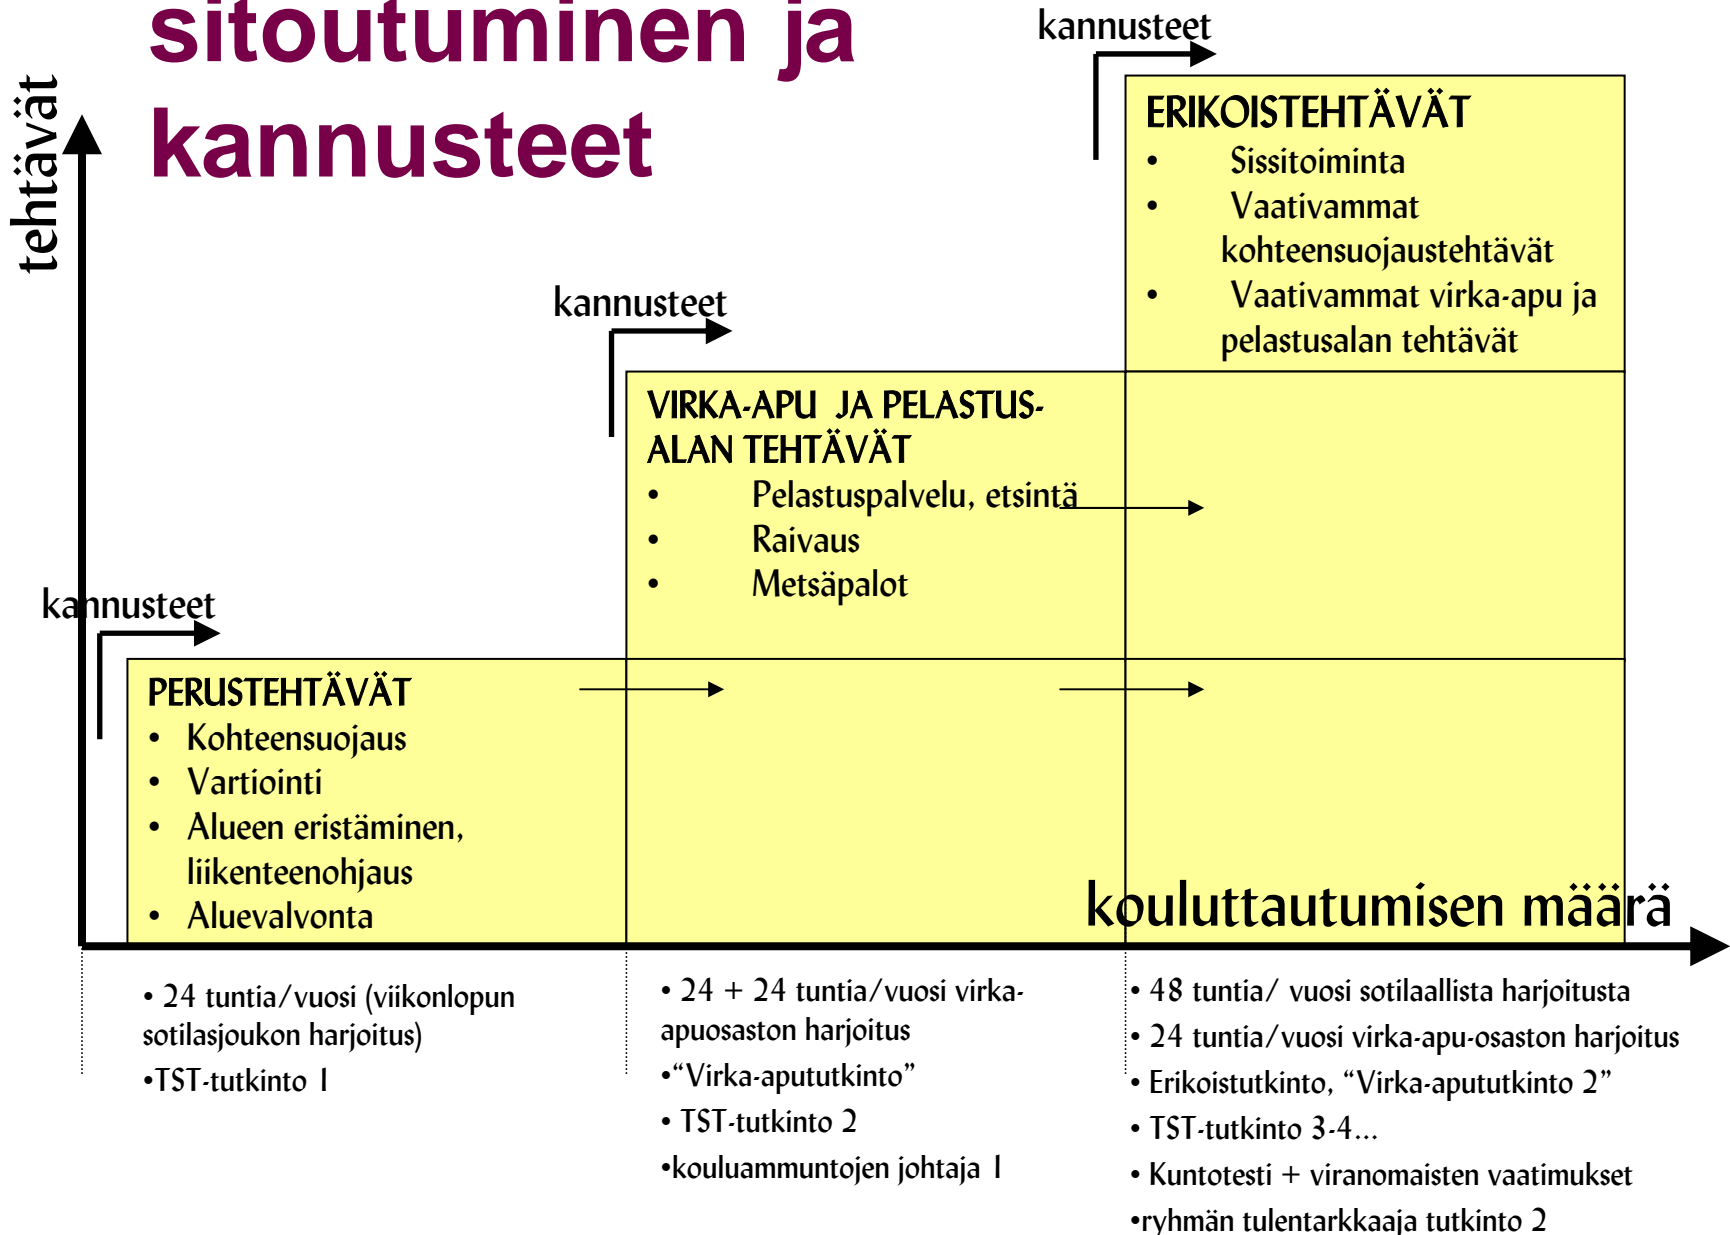 sitoutuminen ja
kannusteet
tehtävät
kannusteet
ERIKOISTEHTÄVÄT
• Sissitoiminta
• Vaativammat
kohteensuojaustehtävät
• Vaativammat virka-apu ja
pelastusalan tehtävät
kannusteet
VIRKA-APU JA PELASTUS-
ALAN TEHTÄVÄT
• Pelastuspalvelu, etsintä
• Raivaus
• Metsäpalot
kannusteet
PERUSTEHTÄVÄT
• Kohteensuojaus
• Vartiointi
• Alueen eristäminen,
liikenteenohjaus
• Aluevalvonta
kouluttautumisen määrä
• 24 tuntia/vuosi (viikonlopun
sotilasjoukon harjoitus)
•TST-tutkinto 1
• 24 + 24 tuntia/vuosi virka-
apuosaston harjoitus
•“Virka-aputukinto”
• TST-tutkinto 2
•kouluammuntojen johtaja 1
• 48 tuntia/ vuosi sotilaallista harjoitusta
• 24 tuntia/vuosi virka-apu-osaston harjoitus
• Erikoistutkinto, “Virka-aputukinto 2”
• TST-tutkinto 3-4...
• Kuntotesti + viranomaisten vaatimukset
•ryhmän tulentarkkaaja tutkinto 2